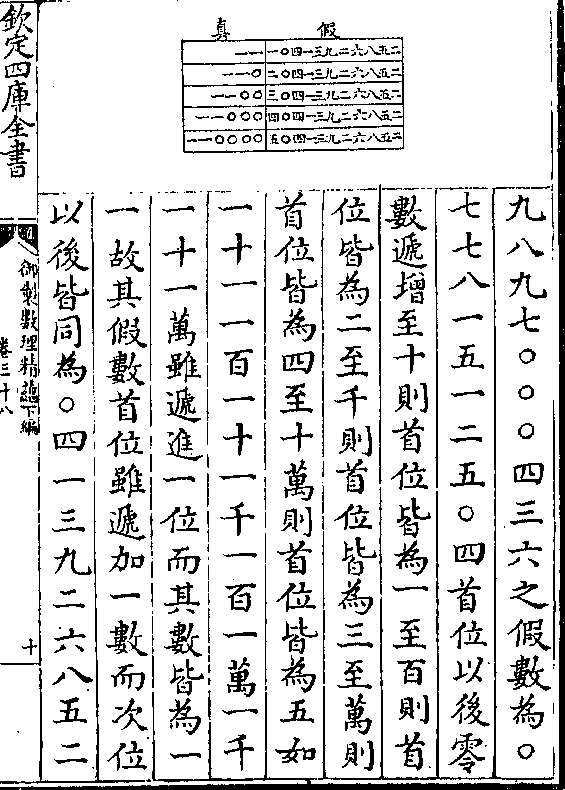 欽定四庫全書
真 假
一一 一〇四一三九二六八五二
一一〇 二〇四一三九二六八五二
一一〇〇 三〇四一三九二六八五二
一一〇〇〇 四〇四一三九二六八五二
一一〇〇〇〇 五〇四一三九二六八五二
九八九七〇〇〇四三六之假數為〇
七七八一五一二五〇四首位以後零
數遞增至十則首位皆為一至百則首
位皆為二至千則首位皆為三至萬則
首位皆為四至十萬則首位皆為五如
一十一一百一十一千一百一萬一千
一十一萬雖遞進一位而其數皆為一
一故其假數首位雖遞加一數而次位
以後皆同為〇四一三九二六八五二
御製數理精蘊下編
卷三十八
十